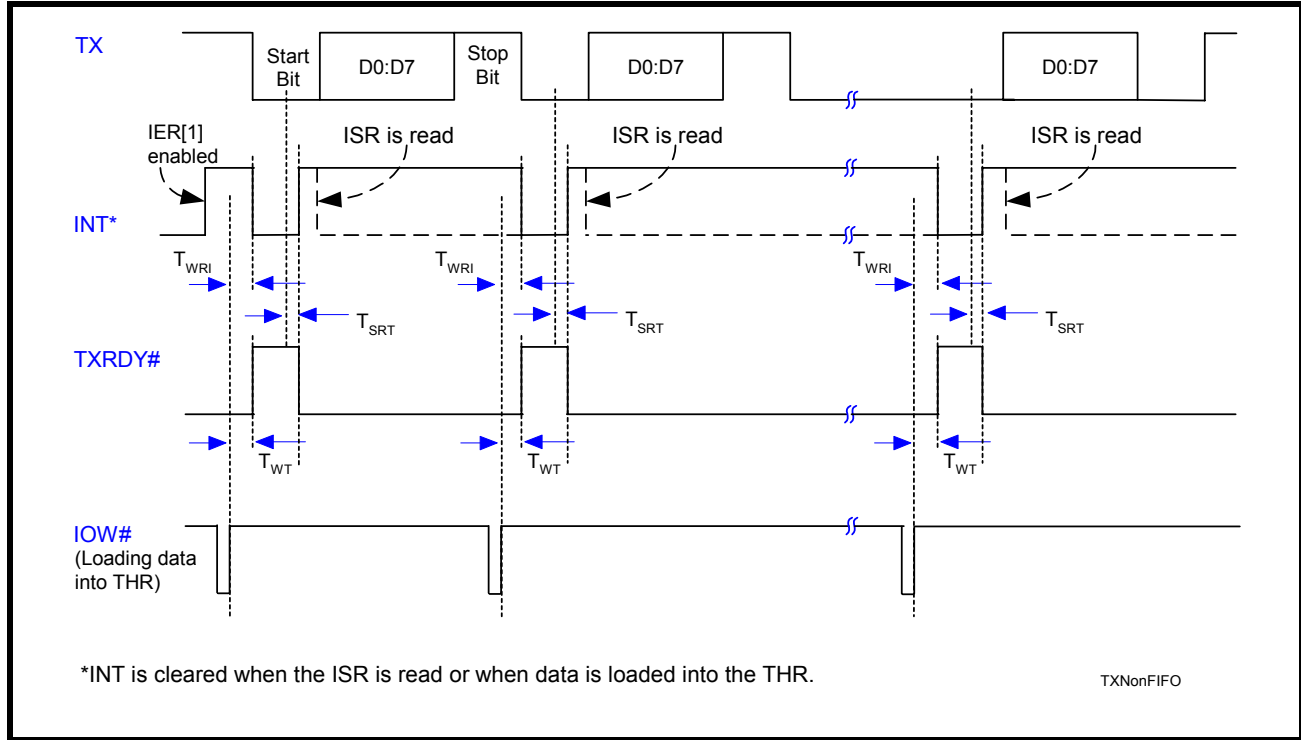 TX
Start
Bit
D0:D7
Stop
Bit
D0:D7
D0:D7
IER[1]
enabled
ISR is read
ISR is read
ISR is read
INT*
TWRI
TWRI
TWRI
TSRT
TSRT
TSRT
TXRDY#
TWT
TWT
TWT
IOW#
(Loading data
into THR)
*INT is cleared when the ISR is read or when data is loaded into the THR.
TXNonFIFO